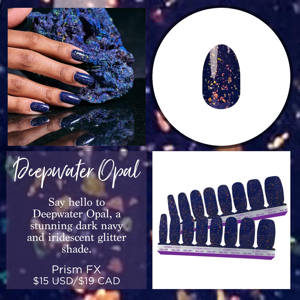 Deepwater Opal
Say hello to
Deepwater Opal, a
stunning dark navy
and iridescent glitter
shade.
Prism FX
$15 USD/$19 CAD